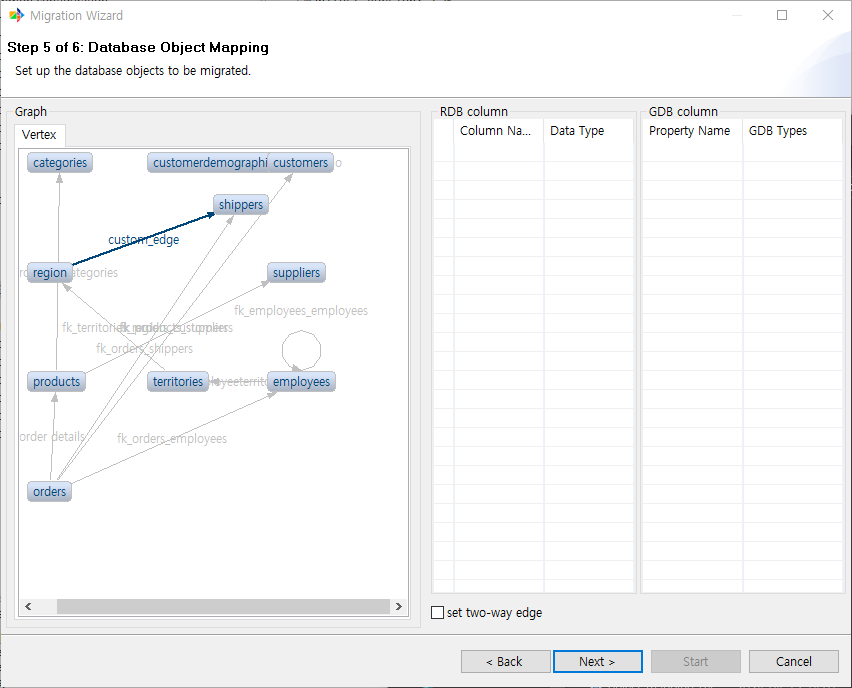 Migration Wizard
Step 5 of 6: Database Object Mapping
Set up the database objects to be migrated.
Graph
Vertex
categories
customerdemographi
customers
shippers
custom_edge
region
ategories
suppliers
fk_employees_employees
fk_orders_shippers
products
territories
employees
order details
fk_orders_employees
orders
RDB column
Column Na...
Data Type
GDB column
Property Name
GDB Types
set two-way edge
< Back
Next >
Start
Cancel